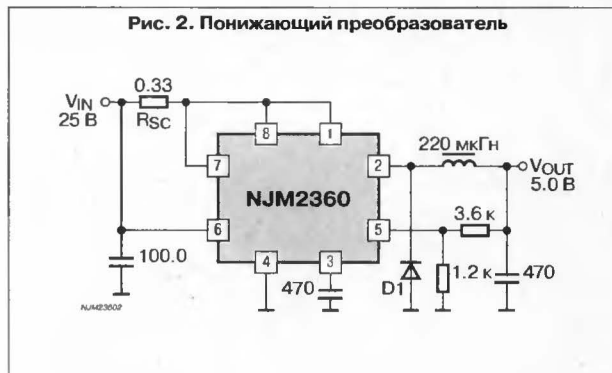 Рис. 2. Понижающий преобразователь
0.33
VIN
25 В
RSC
8
1
220 мкГн
VOUT
5.0 В
7
2
NJM2360
3.6 к
6
5
100.0
4
3
470
D1
1.2 к
470
NJM23602